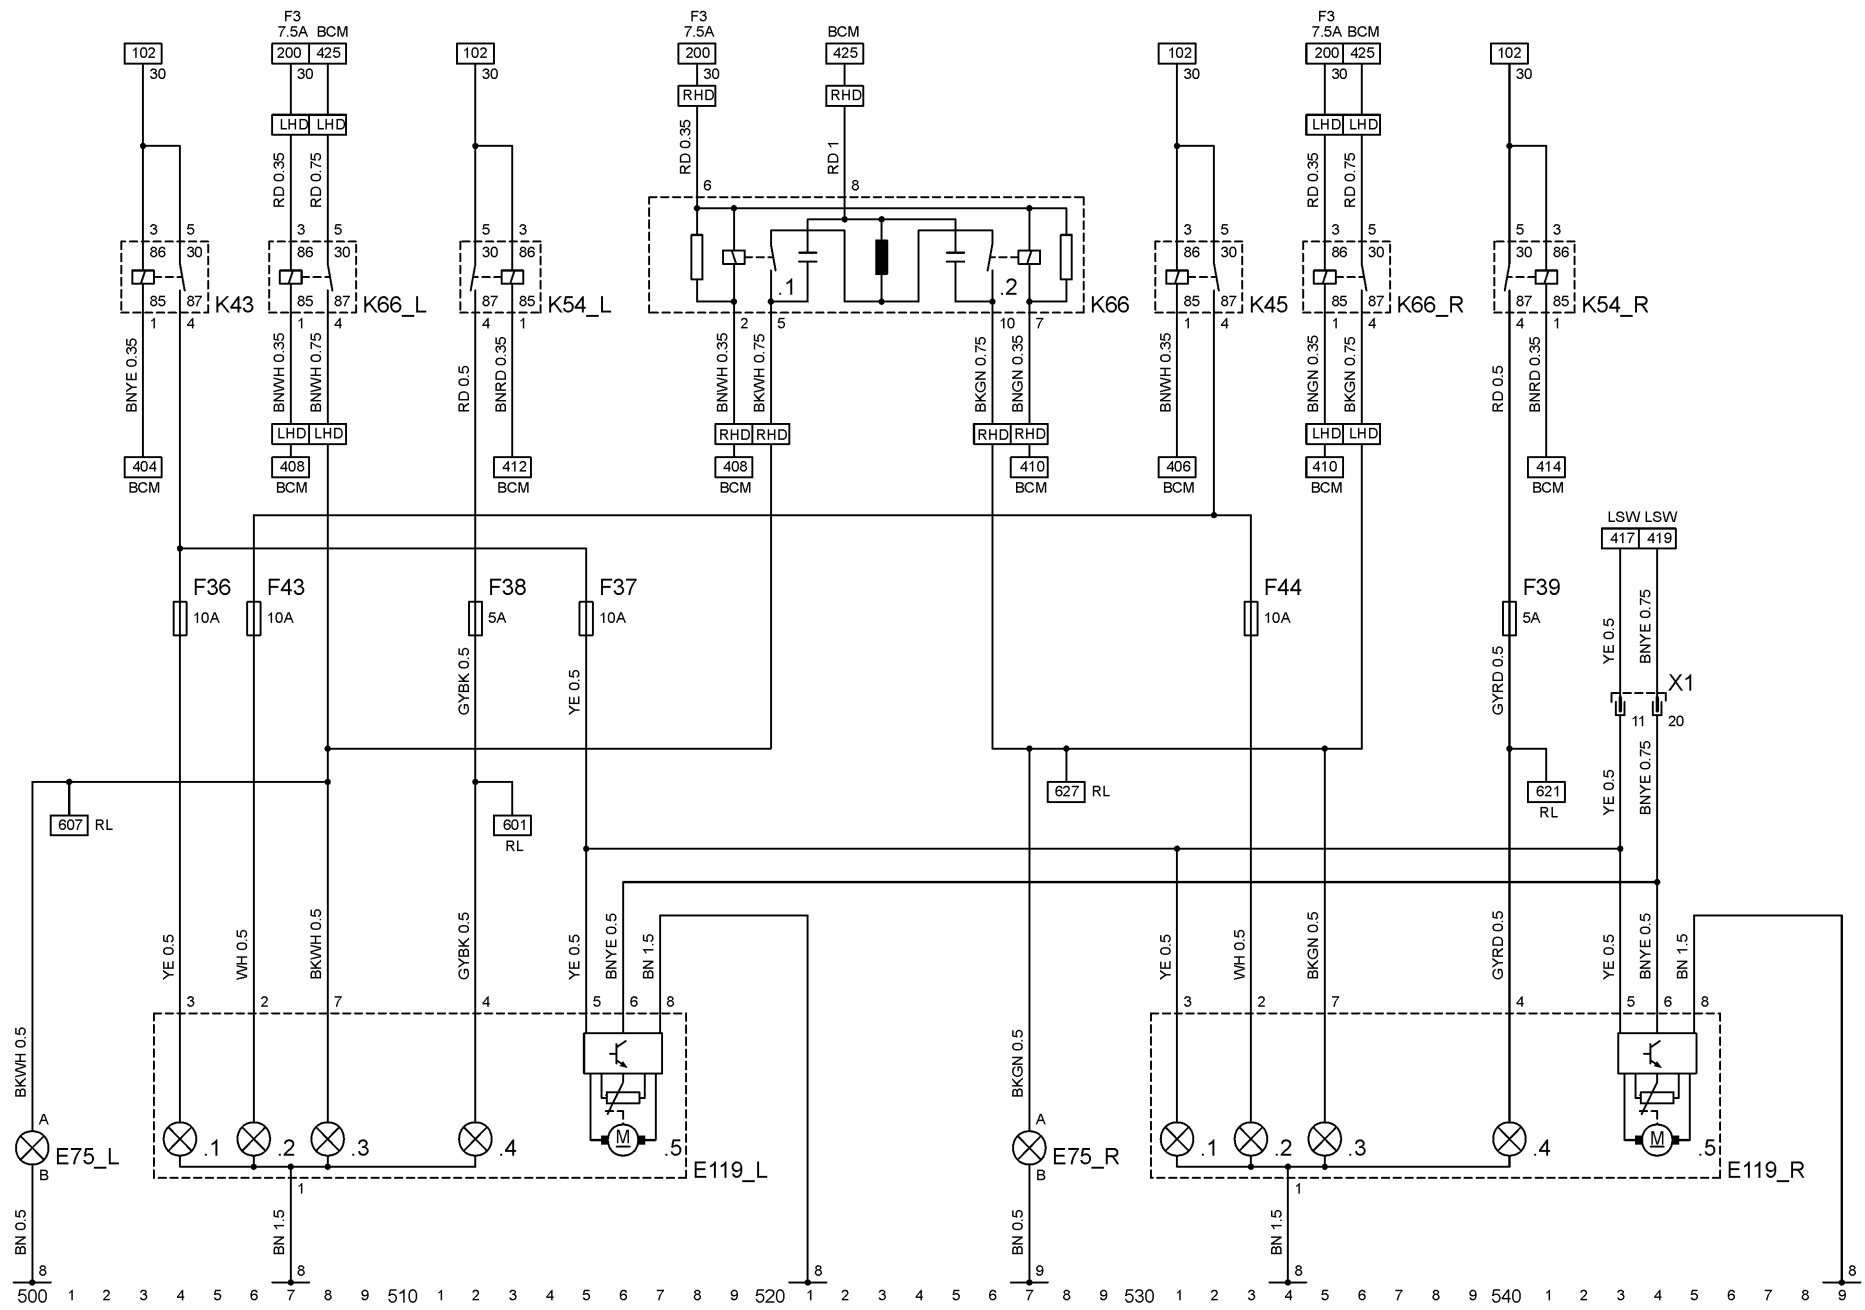 F3
F3
F3
7.5A BCM
7.5A
BCM
7.5A BCM
102
200 425
102
200
425
102
200 425
102
30
30
30
30
30
30
30
RHD
RHD
LHD LHD
LHD LHD
RD 0.35
RD 0.75
RD 0.35
RD 1
RD 0.35
RD 0.75
6
8
3 5
3 5
5 3
3 5
3 5
5 3
86 30
86 30
30 86
86 30
86 30
30 86
.1
.2
85 87
K43
85 87
K66_L
87 85
K54_L
K66
85 87
K45
85 87
K66_R
87 85
K54_R
1 4
1 4
4 1
2 5
10 7
1 4
1 4
4 1
BNYE 0.35
BNWH 0.35
BNWH 0.75
RD 0.5
BNRD 0.35
BNWH 0.35
BKWH 0.75
BKGN 0.75
BNGN 0.35
BNWH 0.35
BNGN 0.35
BKGN 0.75
RD 0.5
BNRD 0.35
LHD LHD
RHD RHD
RHD RHD
LHD LHD
404
408
412
408
410
406
410
414
BCM
BCM
BCM
BCM
BCM
BCM
BCM
BCM
LSW LSW
417 419
F36
F43
F38
F37
F44
F39
10A
10A
5A
10A
10A
5A
YE 0.5
BNYE 0.75
GYBK 0.5
YE 0.5
GYRD 0.5
X1
11
20
YE 0.5
BNYE 0.75
627 RL
621
RL
607 RL
601
RL
YE 0.5
WH 0.5
BKWH 0.5
GYBK 0.5
YE 0.5
BNYE 0.5
BN 1.5
YE 0.5
WH 0.5
BKGN 0.5
GYRD 0.5
YE 0.5
BNYE 0.5
BN 1.5
3
2
7
4
5
6
8
3
2
7
4
5
6
8
BKWH 0.5
BKGN 0.5
A
A
M
M
.1
.2
.3
.4
.5
.1
.2
.3
.4
.5
E75_L
E119_L
E75_R
E119_R
B
B
1
1
BN 0.5
BN 1.5
BN 0.5
BN 1.5
8
8
8
9
8
8
500 1 2 3 4 5 6 7 8 9 510 1 2 3 4 5 6 7 8 9 520 1 2 3 4 5 6 7 8 9 530 1 2 3 4 5 6 7 8 9 540 1 2 3 4 5 6 7 8 9